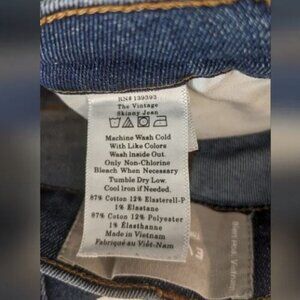 RN# 139393
The Vintage
Skinny Jean
Machine Wash Cold
With Like Colors
Wash Inside Out.
Only Non-Chlorine
Bleach When Necessary
Tumble Dry Low.
Cool Iron if Needed.
87% Cotton 12% Elasterell-P
1% Elastane
87% Coton 12% Polyester
1% Élasthanne
Made in Vietnam
Fabriqué au Viêt-Nam